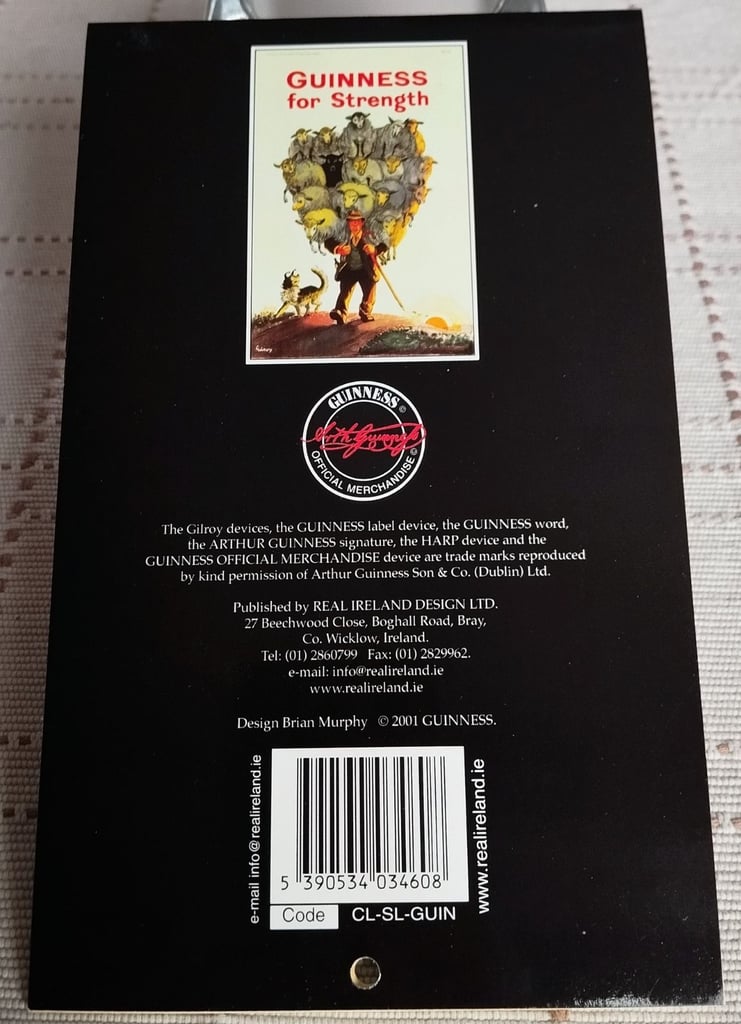 GUINNESS
for Strength
Gilroy
GUINNESS ©
Arth Guinness
OFFICIAL MERCHANDISE ©
The Gilroy devices, the GUINNESS label device, the GUINNESS word,
the ARTHUR GUINNESS signature, the HARP device and the
GUINNESS OFFICIAL MERCHANDISE device are trade marks reproduced
by kind permission of Arthur Guinness Son & Co. (Dublin) Ltd.
Published by REAL IRELAND DESIGN LTD.
27 Beechwood Close, Boghall Road, Bray,
Co. Wicklow, Ireland.
Tel: (01) 2860799 Fax: (01) 2829962.
e-mail: info@realireland.ie
www.realireland.ie
Design Brian Murphy © 2001 GUINNESS.
e-mail info@realireland.ie
5 390534 034608
Code CL-SL-GUIN
www.realireland.ie